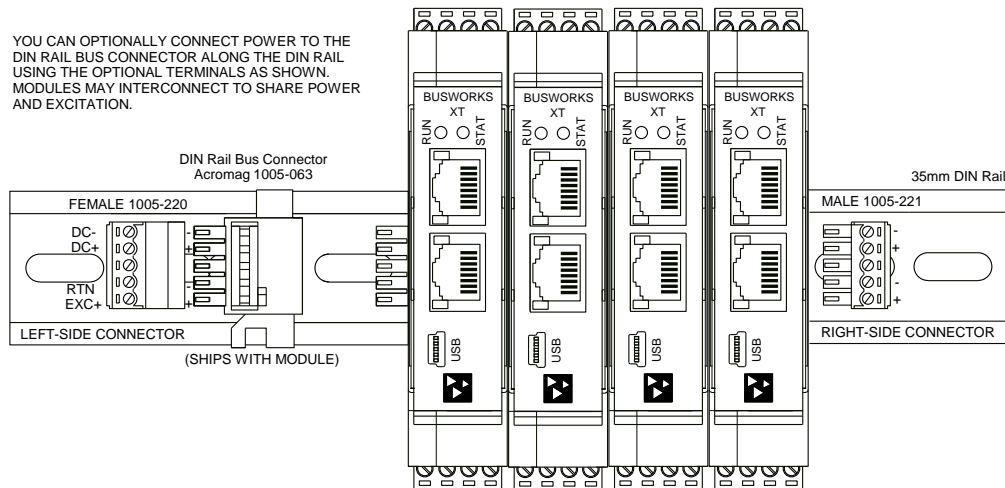 YOU CAN OPTIONALLY CONNECT POWER TO THE
DIN RAIL BUS CONNECTOR ALONG THE DIN RAIL
USING THE OPTIONAL TERMINALS AS SHOWN.
MODULES MAY INTERCONNECT TO SHARE POWER
AND EXCITATION.
DIN Rail Bus Connector
Acromag 1005-063
FEMALE 1005-220
DC-
DC+
RTN
EXC+
-
+
-
+
LEFT-SIDE CONNECTOR
(SHIPS WITH MODULE)
BUSWORKS
XT
RUN
STAT
USB
BUSWORKS
XT
RUN
STAT
USB
BUSWORKS
XT
RUN
STAT
USB
BUSWORKS
XT
RUN
STAT
USB
35mm DIN Rail
MALE 1005-221
-
+
-
+
RIGHT-SIDE CONNECTOR